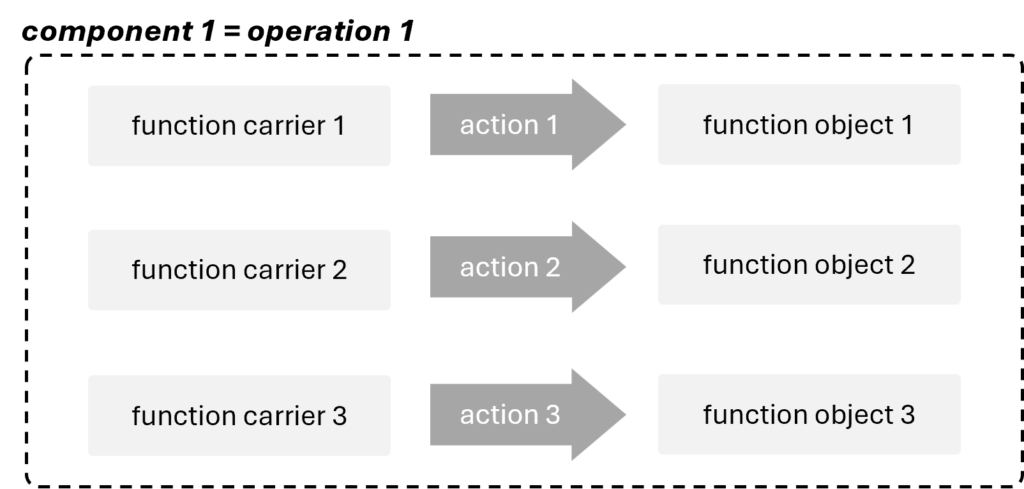 component 1 = operation 1
function carrier 1
action 1
function object 1
function carrier 2
action 2
function object 2
function carrier 3
action 3
function object 3